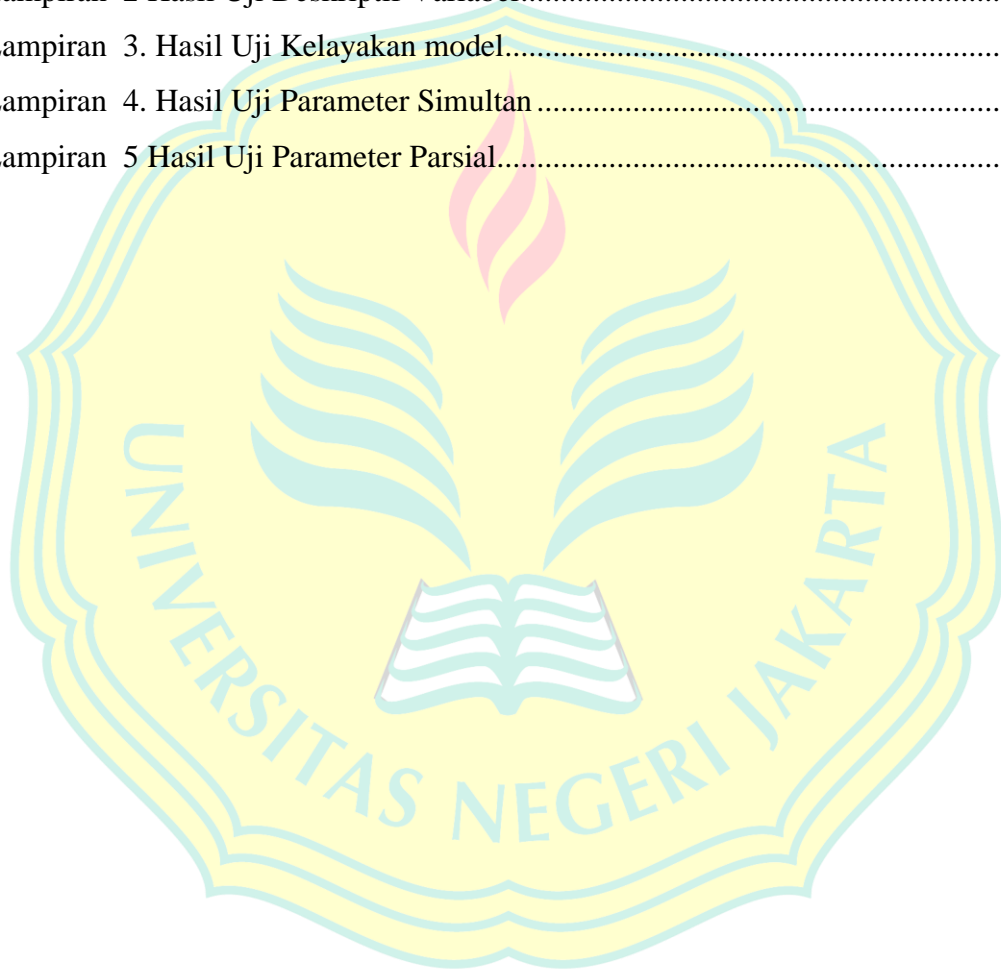 Lampiran 2 Hasil Uji Deskriptif Variabel............................................................
Lampiran 3. Hasil Uji Kelayakan model..............................................................
Lampiran 4. Hasil Uji Parameter Simultan..........................................................
Lampiran 5 Hasil Uji Parameter Parsial...............................................................
UNIVERSITAS NEGERI JAKARTA